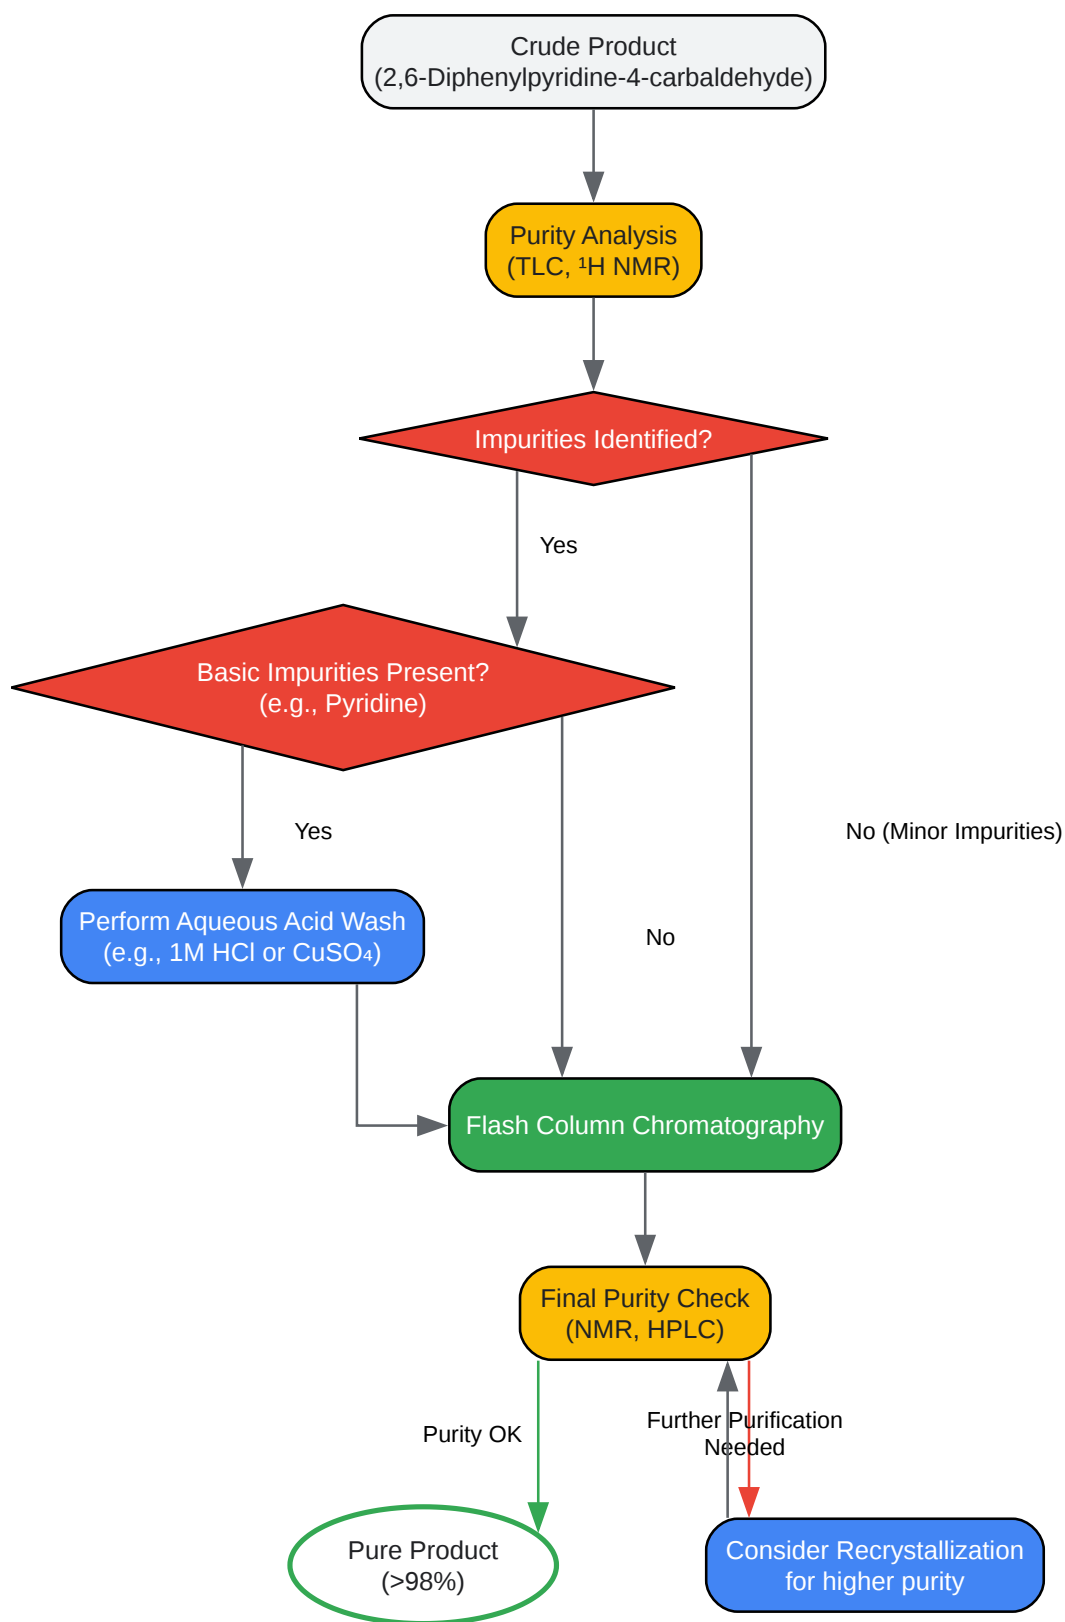 Crude Product
(2,6-Diphenylpyridine-4-carbaldehyde)
Purity Analysis
(TLC, ¹H NMR)
Impurities Identified?
Yes
Basic Impurities Present?
(e.g., Pyridine)
Yes
No (Minor Impurities)
Perform Aqueous Acid Wash
(e.g., 1M HCl or CuSO₄)
No
Flash Column Chromatography
Final Purity Check
(NMR, HPLC)
Purity OK
Further Purification
Needed
Pure Product
(>98%)
Consider Recrystallization
for higher purity